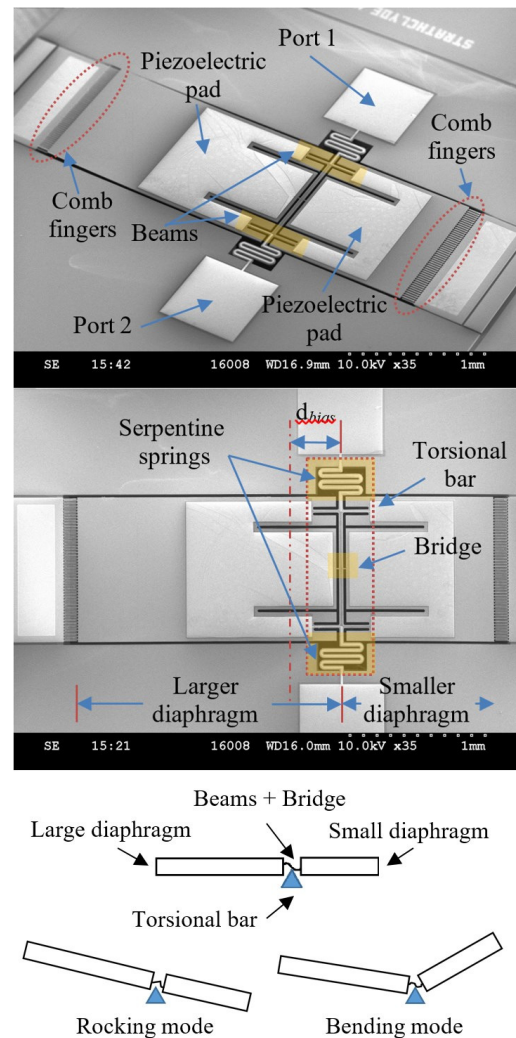 STRATHCLYDE
Port 1
Piezoelectric
pad
Comb
fingers
Comb
fingers
Beams
Port 2
Piezoelectric
pad
SE 15:42 16008 WD16.9mm 10.0kV x35 1mm
dbias
Serpentine
springs
Torsional
bar
Bridge
Larger
diaphragm
Smaller
diaphragm
SE 15:21 16008 WD16.0mm 10.0kV x35 1mm
Beams + Bridge
Large diaphragm
Small diaphragm
Torsional bar
Rocking mode
Bending mode